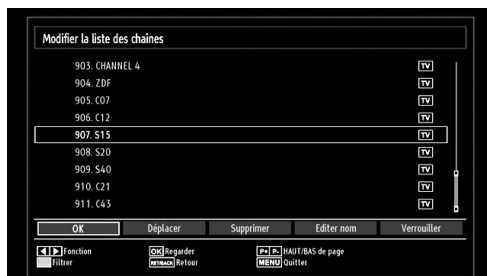 Modifier la liste des chaînes
903. CHANNEL 4 TV
904. ZDF TV
905. C07 TV
906. C12 TV
907. S15 TV
908. S20 TV
909. S40 TV
910. C21 TV
911. C43 TV
OK Déplacer Supprimer Editer nom Verrouiller
Fonction OK Regarder P+ P- HAUT/BAS de page
Filtrer RET/BACK Retour MENU Quitter